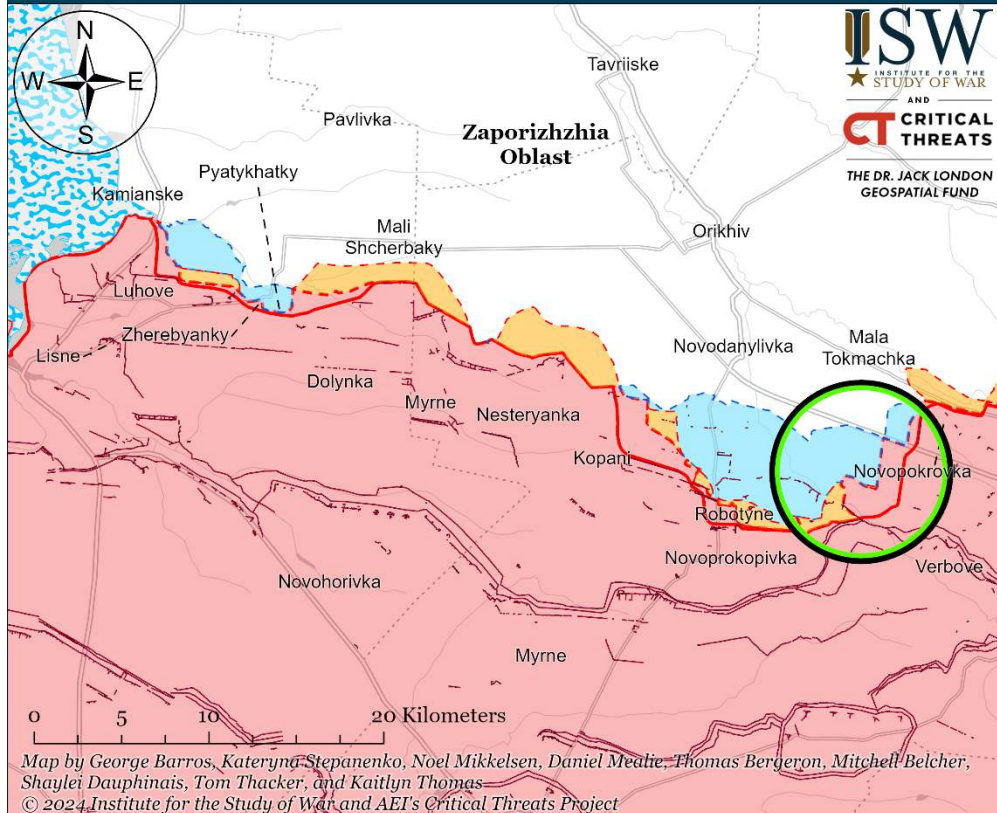 N
W E
S
ISW
INSTITUTE FOR THE
STUDY OF WAR
AND
CT CRITICAL
THREATS
THE DR. JACK LONDON
GEOSPATIAL FUND
Tavriiske
Pavlivka
Zaporizhzhia
Oblast
Pyatykhatky
Kamianske
Mali
Shcherbaky
Orikhiv
Luhove
Zherebyanky
Lisne
Dolynka
Myrne
Nesteryanka
Novodanylivka
Mala
Tokmachka
Kopani
Novopokrovka
Robotyne
Novoprokopivka
Verbove
Novohorivka
Myrne
0 5 10 20 Kilometers
Map by George Barros, Kateryna Stepanenko, Noel Mikkelsen, Daniel Mealie, Thomas Bergeron, Mitchell Belcher,
Shaylei Dauphinais, Tom Thacker, and Kaitlyn Thomas
© 2024 Institute for the Study of War and AEI's Critical Threats Project